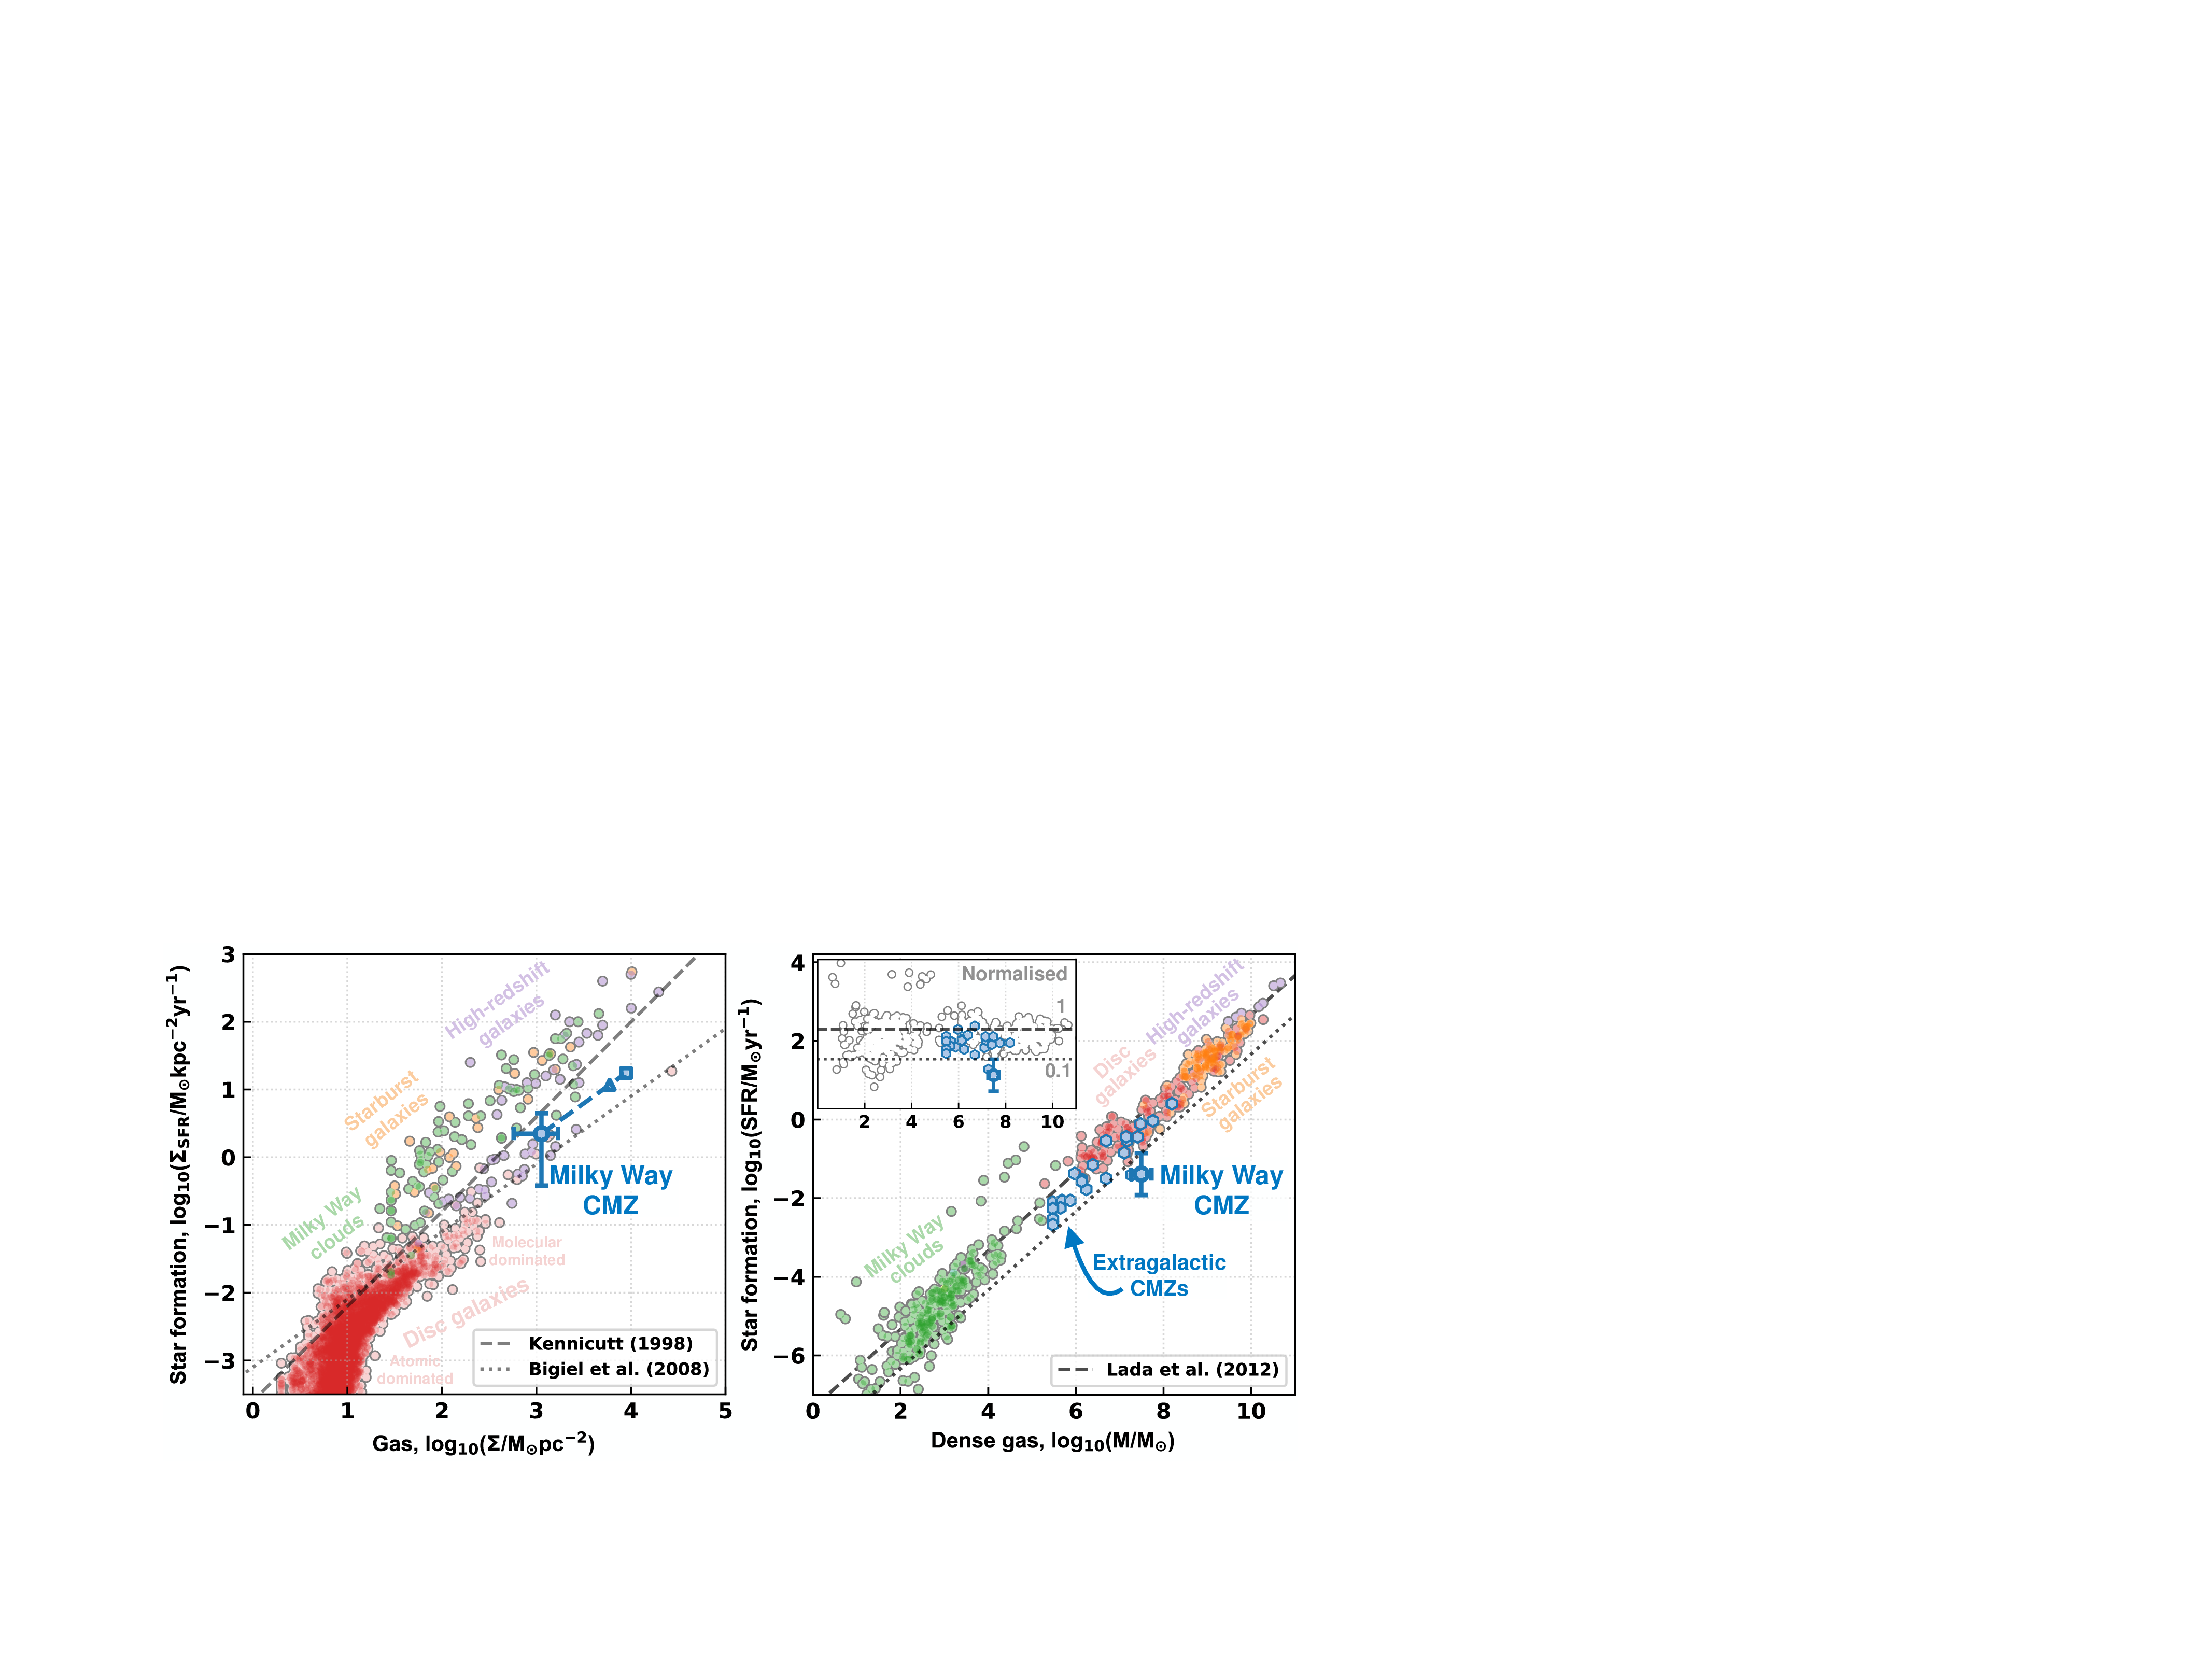 Star formation, log₁₀(Σ_SFR/M⊙kpc⁻²yr⁻¹)
3
2
1
0
−1
−2
−3
High-redshift
galaxies
Starburst
galaxies
Milky Way
clouds
Milky Way
CMZ
Molecular
dominated
Disc galaxies
Atomic
dominated
Kennicutt (1998)
Bigiel et al. (2008)
0 1 2 3 4 5
Gas, log₁₀(Σ/M⊙pc⁻²)
Star formation, log₁₀(SFR/M⊙yr⁻¹)
4
2
0
−2
−4
−6
Normalised
1
0.1
2 4 6 8 10
High-redshift
galaxies
Disc
galaxies
Starburst
galaxies
Milky Way
CMZ
Milky Way
clouds
Extragalactic
CMZs
Lada et al. (2012)
0 2 4 6 8 10
Dense gas, log₁₀(M/M⊙)